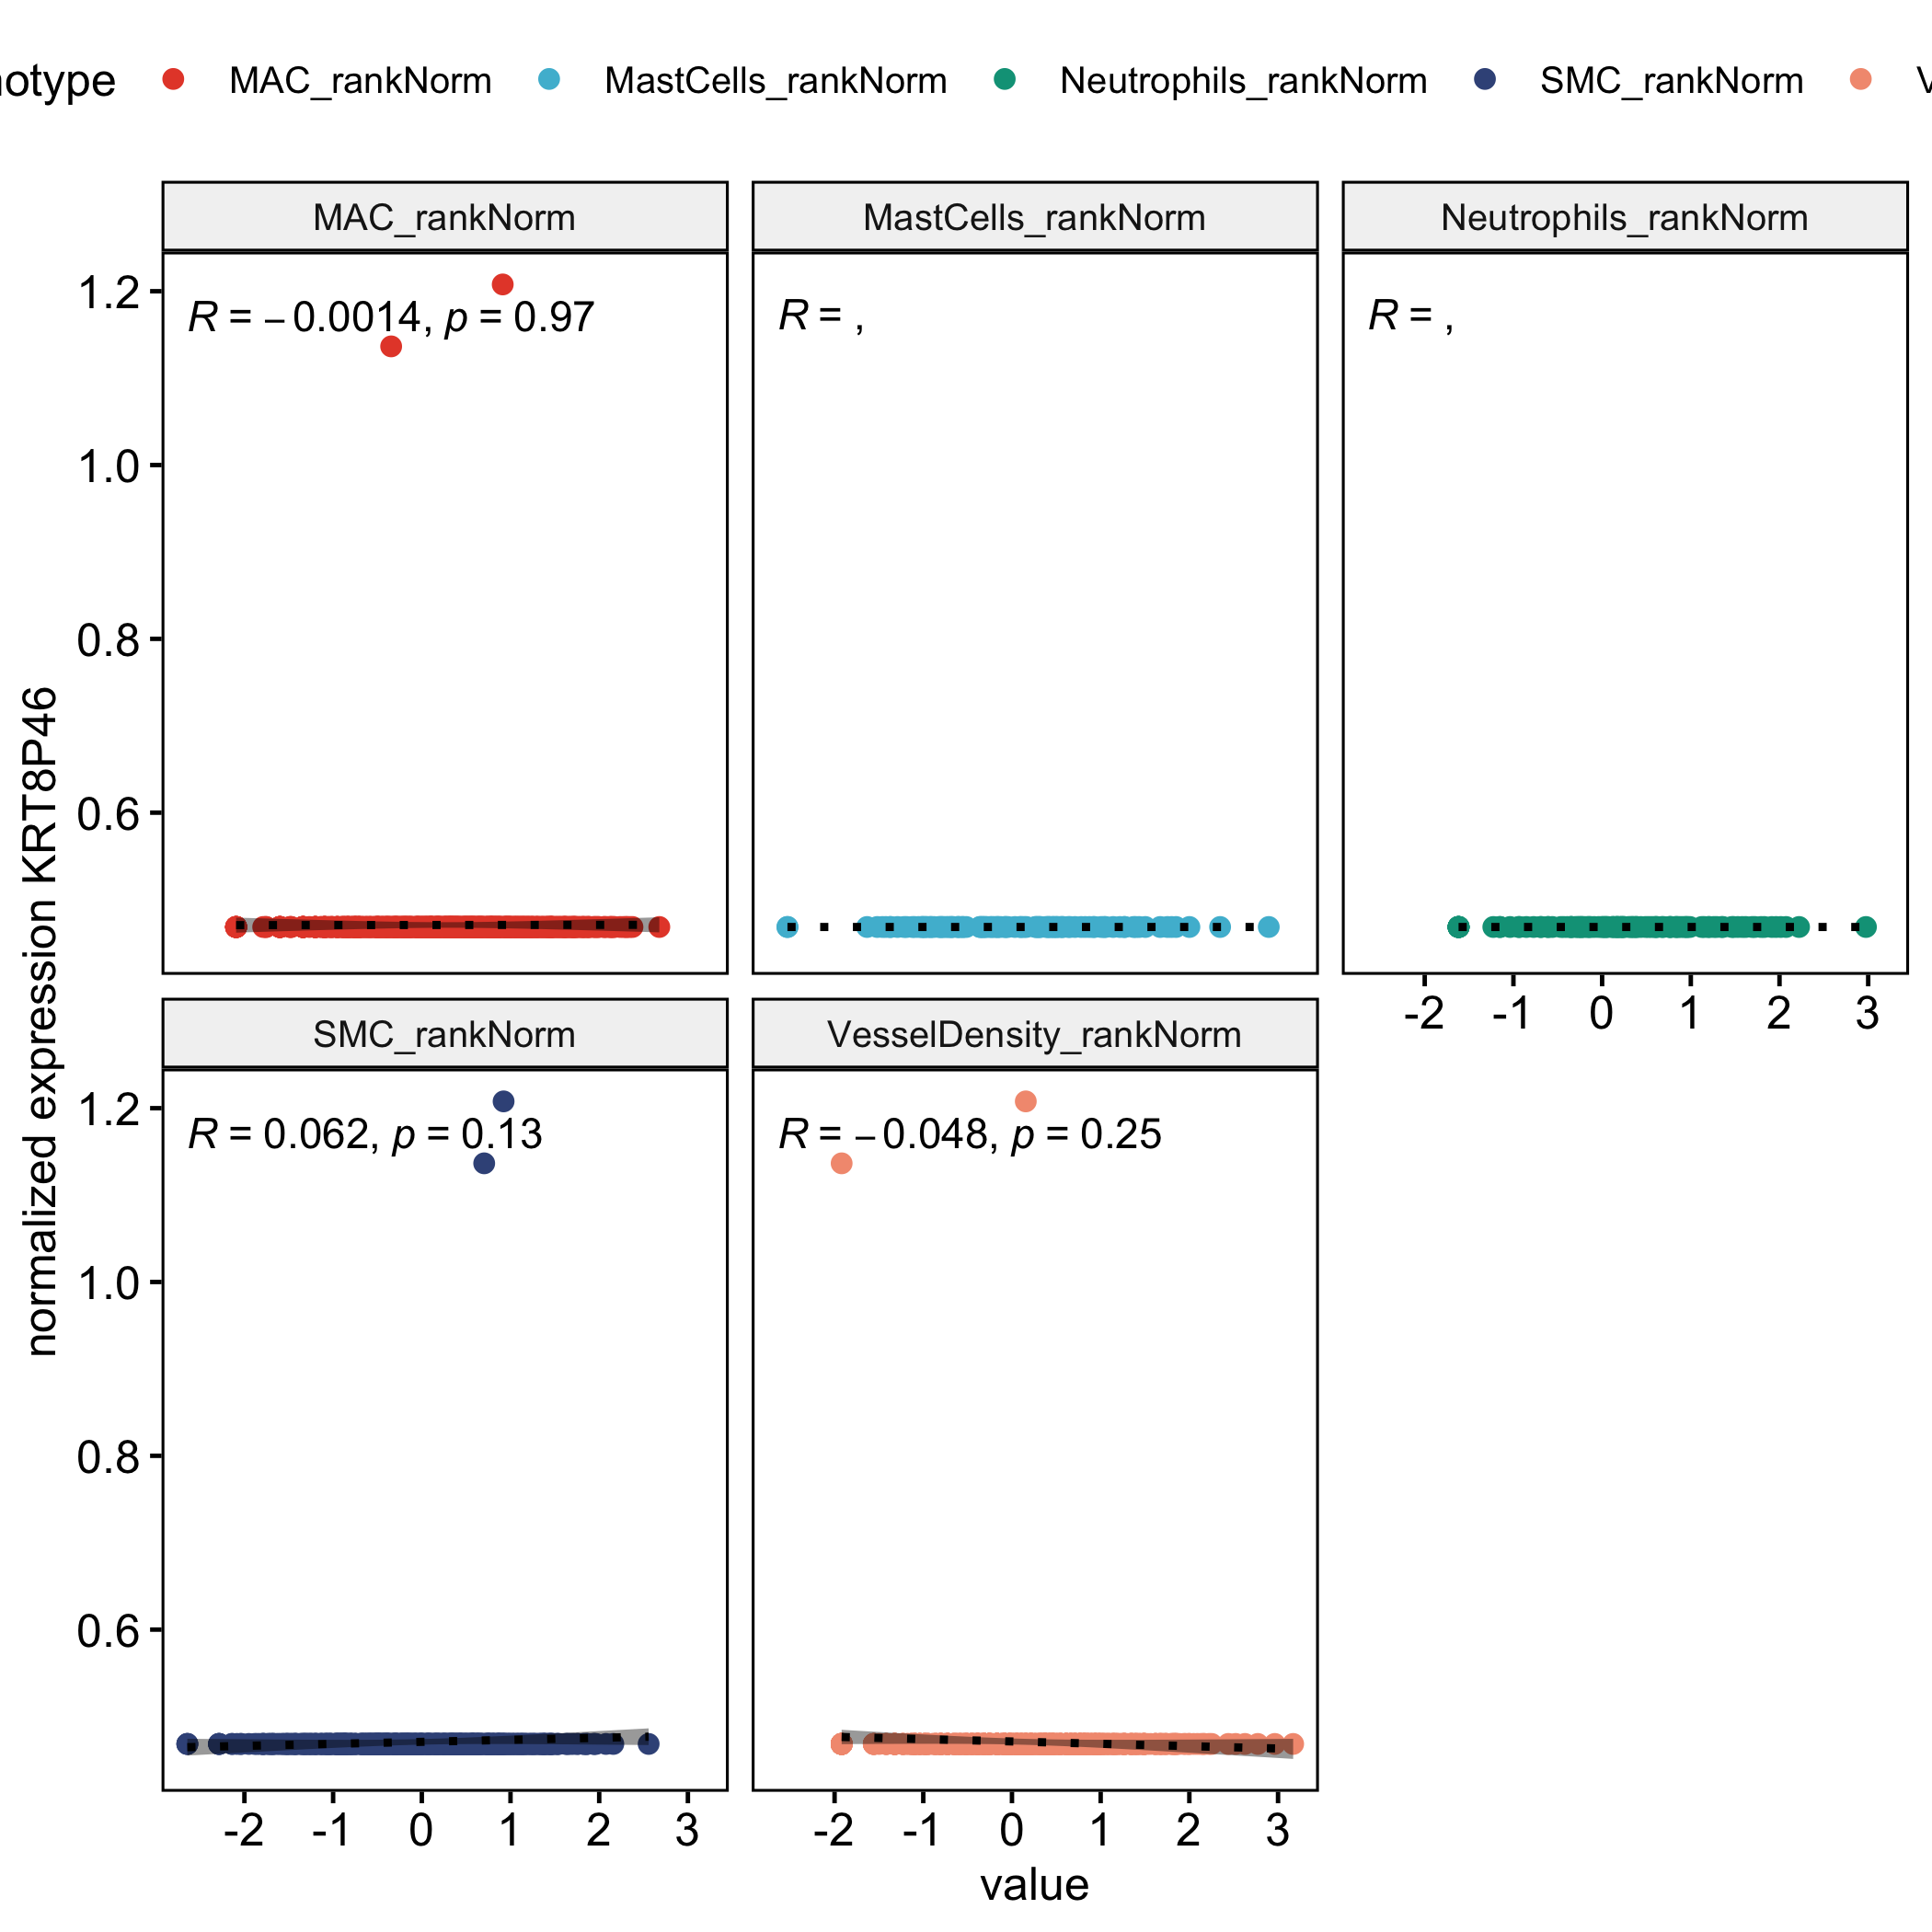 notype MAC_rankNorm MastCells_rankNorm Neutrophils_rankNorm SMC_rankNorm V
MAC_rankNorm MastCells_rankNorm Neutrophils_rankNorm
R = −0.0014, p = 0.97
R = ,
R = ,
1.2
1.0
0.8
0.6
-2 -1 0 1 2 3
normalized expression KRT8P46
SMC_rankNorm VesselDensity_rankNorm
R = 0.062, p = 0.13
R = −0.048, p = 0.25
1.2
1.0
0.8
0.6
-2 -1 0 1 2 3
-2 -1 0 1 2 3
value